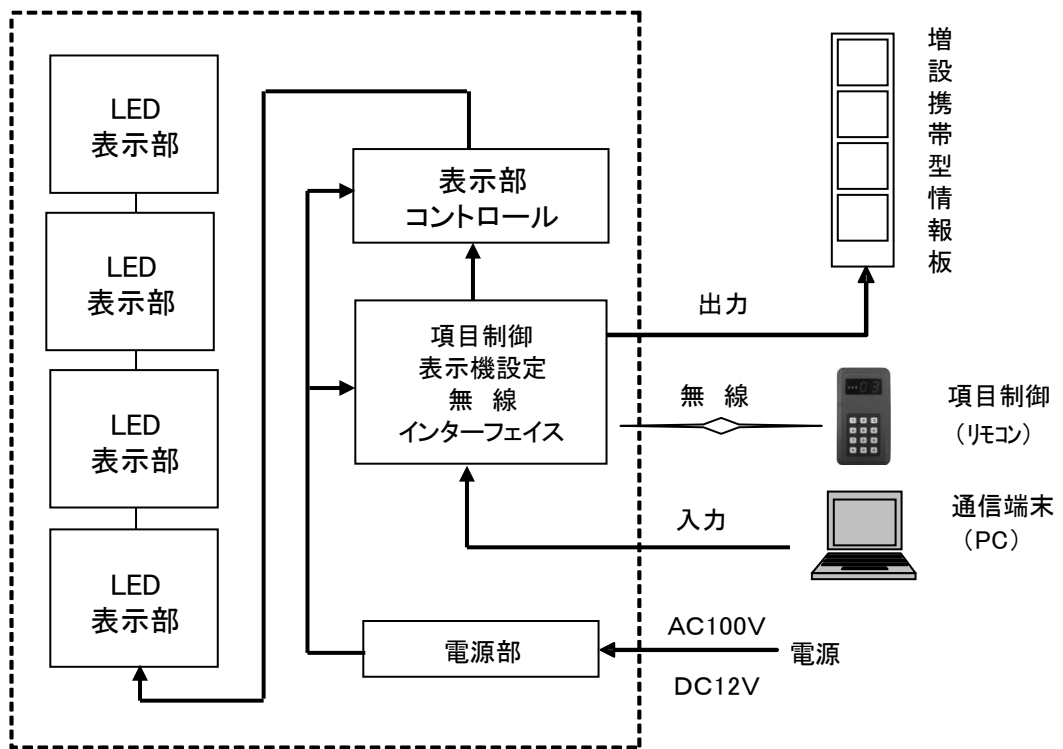 LED
表示部
LED
表示部
LED
表示部
LED
表示部
表示部
コントロール
項目制御
表示機設定
無 線
インターフェイス
電源部
出力
無 線
入力
AC100V
DC12V
電源
増設携帯型情報板
項目制御
（リモコン）
通信端末
（PC）